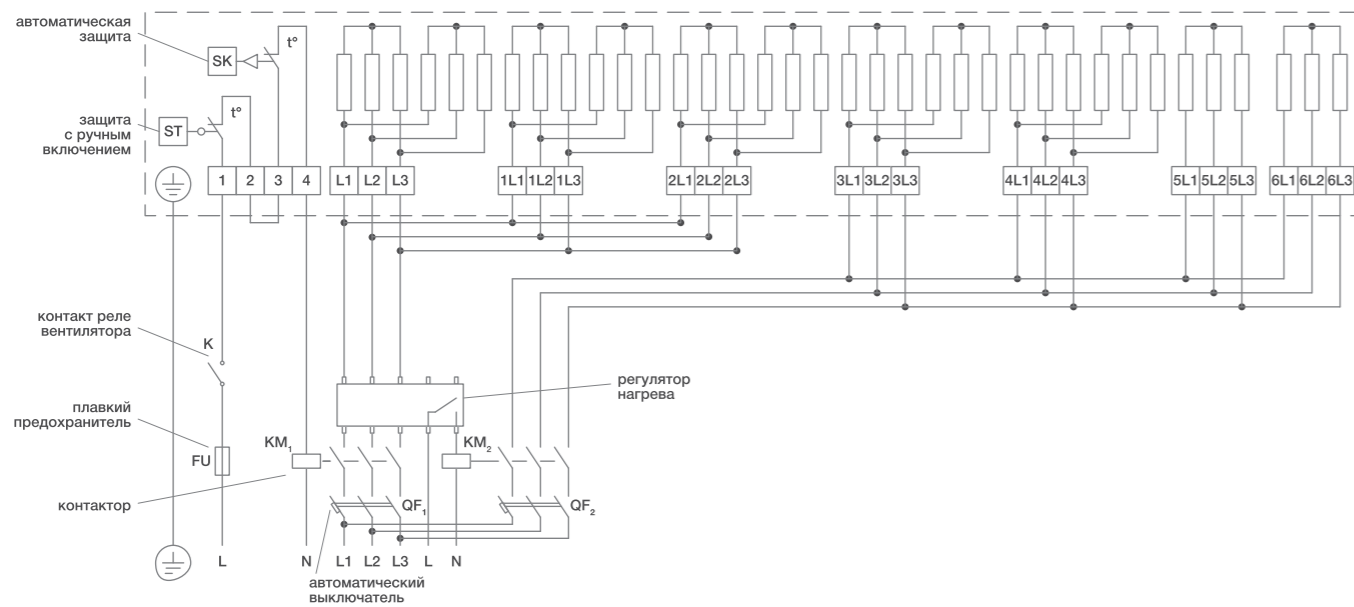 автоматическая
защита
SK
t°
защита
с ручным
включением
ST
t°
1 2 3 4 L1 L2 L3 1L1 1L2 1L3 2L1 2L2 2L3 3L1 3L2 3L3 4L1 4L2 4L3 5L1 5L2 5L3 6L1 6L2 6L3
контакт реле
вентилятора
K
регулятор
нагрева
плавкий
предохранитель
FU
KM1
KM2
контактор
QF1
QF2
L N L1 L2 L3 L N
автоматический
выключатель